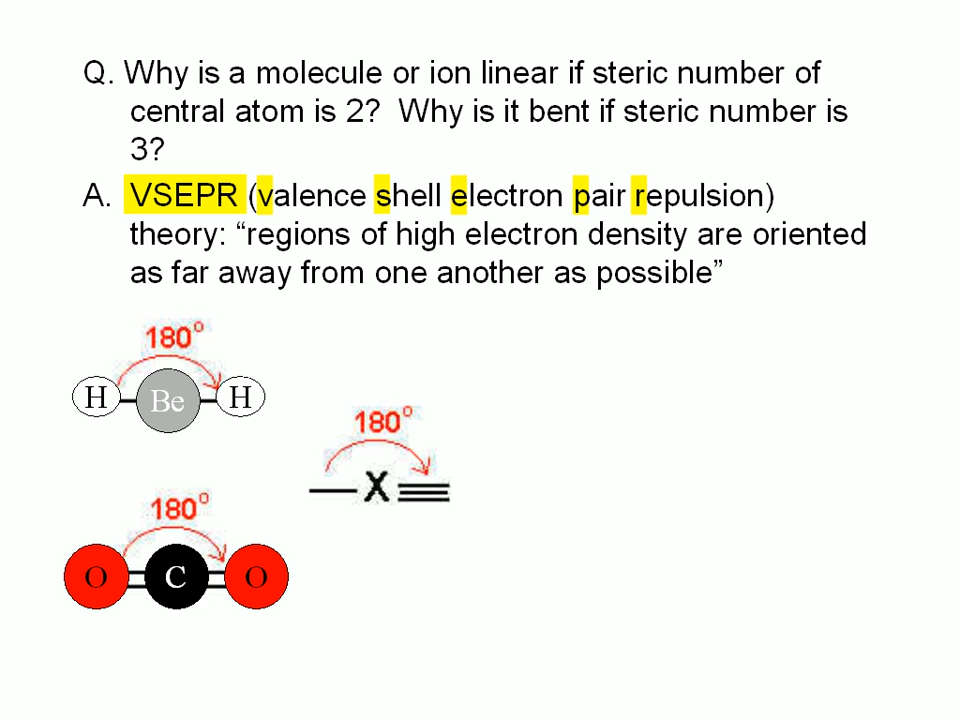 Q. Why is a molecule or ion linear if steric number of
central atom is 2? Why is it bent if steric number is
3?
A. VSEPR (valence shell electron pair repulsion)
theory: “regions of high electron density are oriented
as far away from one another as possible”
180°
H Be H
180°
X
180°
O C O